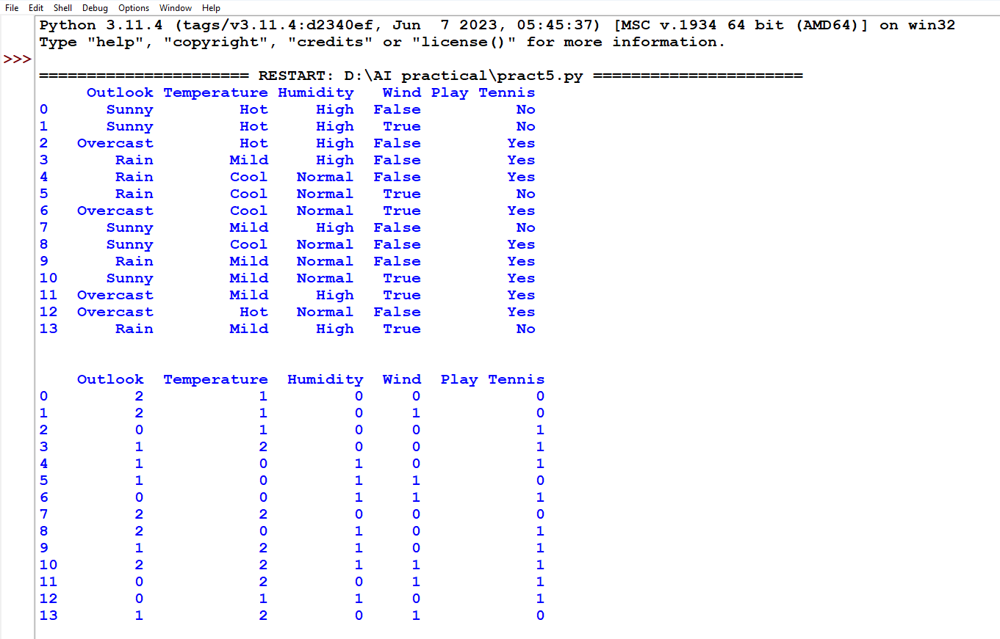 File Edit Shell Debug Options Window Help
Python 3.11.4 (tags/v3.11.4:d2340ef, Jun  7 2023, 05:45:37) [MSC v.1934 64 bit (AMD64)] on win32
Type "help", "copyright", "credits" or "license()" for more information.
>>>
====================== RESTART: D:\AI practical\pract5.py ======================
     Outlook Temperature Humidity   Wind Play Tennis
0      Sunny         Hot     High  False          No
1      Sunny         Hot     High   True          No
2   Overcast         Hot     High  False         Yes
3       Rain        Mild     High  False         Yes
4       Rain        Cool   Normal  False         Yes
5       Rain        Cool   Normal   True          No
6   Overcast        Cool   Normal   True         Yes
7      Sunny        Mild     High  False          No
8      Sunny        Cool   Normal  False         Yes
9       Rain        Mild   Normal  False         Yes
10     Sunny        Mild   Normal   True         Yes
11  Overcast        Mild     High   True         Yes
12  Overcast         Hot   Normal  False         Yes
13      Rain        Mild     High   True          No
    Outlook  Temperature  Humidity  Wind  Play Tennis
0         2            1         0     0            0
1         2            1         0     1            0
2         0            1         0     0            1
3         1            2         0     0            1
4         1            0         1     0            1
5         1            0         1     1            0
6         0            0         1     1            1
7         2            2         0     0            0
8         2            0         1     0            1
9         1            2         1     0            1
10        2            2         1     1            1
11        0            2         0     1            1
12        0            1         1     0            1
13        1            2         0     1            0